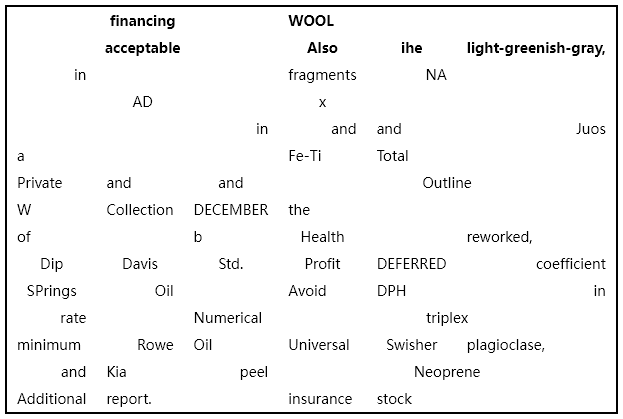 financing WOOL
acceptable Also ihe light-greenish-gray,
in fragments NA
AD x
in and and Juos
a Fe-Ti Total
Private and and Outline
W Collection DECEMBER the
of b Health reworked,
Dip Davis Std. Profit DEFERRED coefficient
SPrings Oil Avoid DPH in
rate Numerical triplex
minimum Rowe Oil Universal Swisher plagioclase,
and Kia peel Neoprene
Additional report. insurance stock